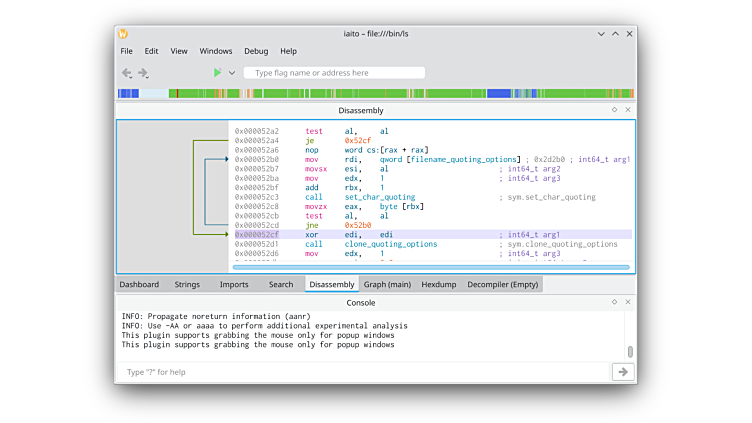 iaito – file:///bin/ls
File Edit View Windows Debug Help
Type flag name or address here
Disassembly
0x000052a2 test al, al
0x000052a4 je 0x52cf
0x000052a6 nop word cs:[rax + rax]
0x000052b0 mov rdi, qword [filename_quoting_options] ; 0x2d2b0 ; int64_t arg1
0x000052b7 movsx esi, al ; int64_t arg2
0x000052ba mov edx, 1 ; int64_t arg3
0x000052bf add rbx, 1
0x000052c3 call set_char_quoting ; sym.set_char_quoting
0x000052c8 movzx eax, byte [rbx]
0x000052cb test al, al
0x000052cd jne 0x52b0
0x000052cf xor edi, edi ; int64_t arg1
0x000052d1 call clone_quoting_options ; sym.clone_quoting_options
0x000052d6 mov edx, 1 ; int64_t arg3
Dashboard Strings Imports Search Disassembly Graph (main) Hexdump Decompiler (Empty)
Console
INFO: Propagate noreturn information (aanr)
INFO: Use -AA or aaaa to perform additional experimental analysis
This plugin supports grabbing the mouse only for popup windows
This plugin supports grabbing the mouse only for popup windows
Type "?" for help